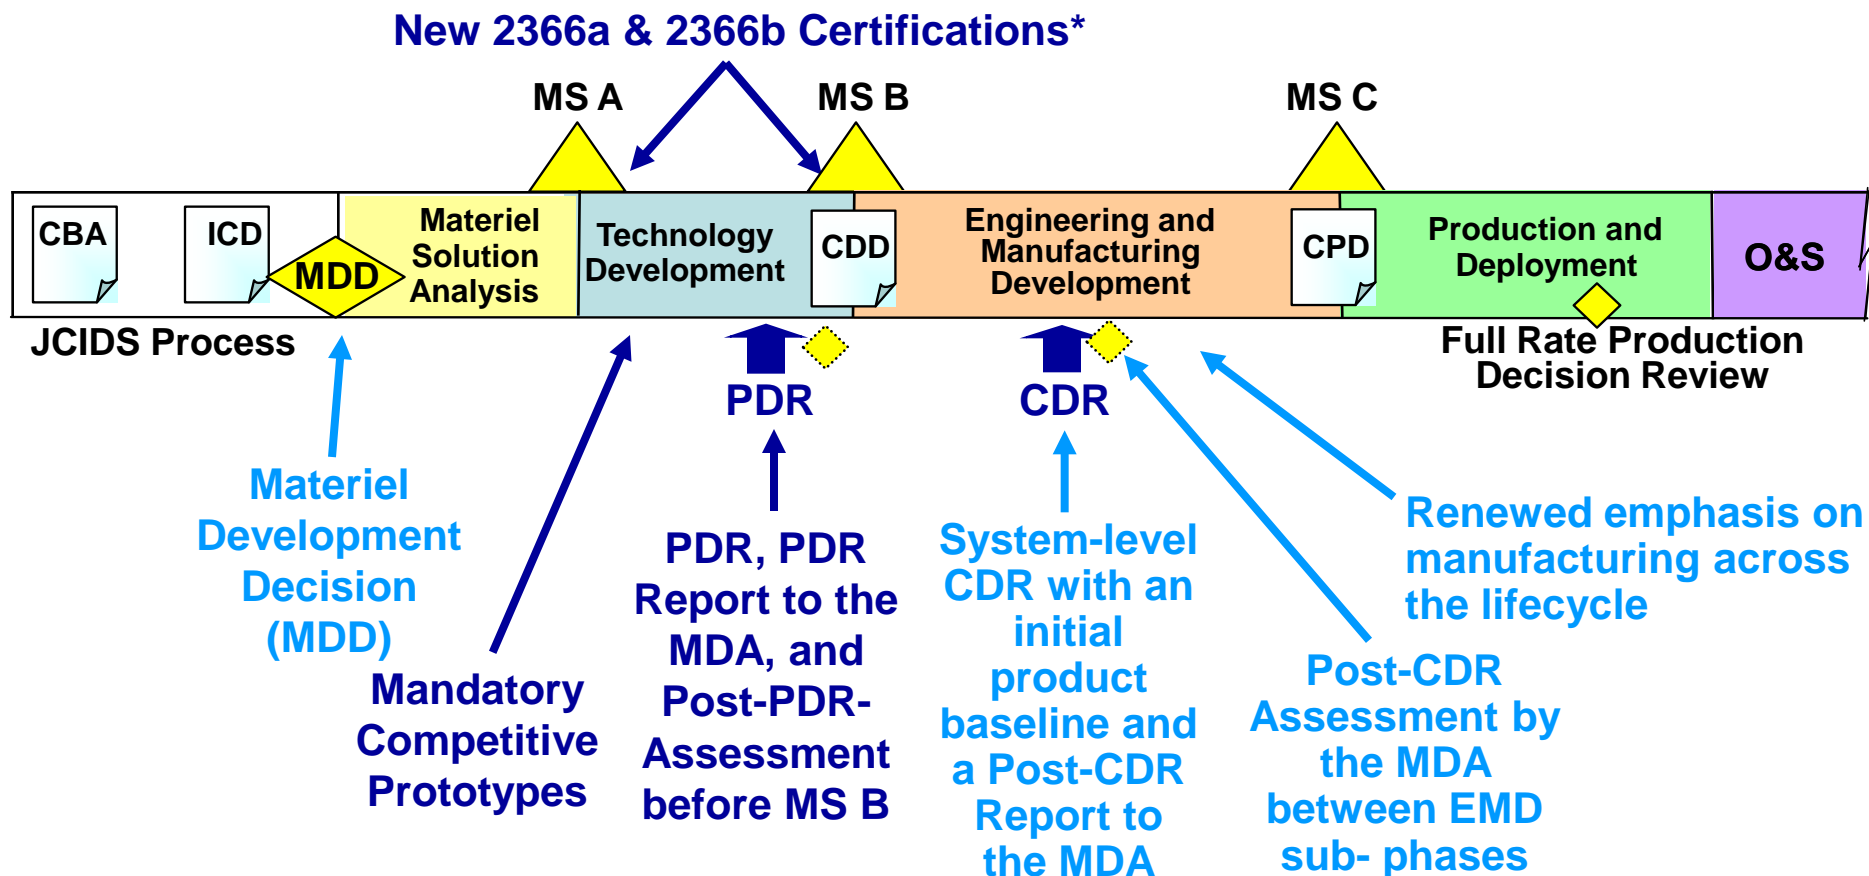 New 2366a & 2366b Certifications*
MS A
MS B
MS C
CBA
ICD
MDD
Materiel
Solution
Analysis
Technology
Development
CDD
Engineering and
Manufacturing
Development
CPD
Production and
Deployment
O&S
JCIDS Process
PDR
CDR
Full Rate Production
Decision Review
Materiel
Development
Decision
(MDD)
Mandatory
Competitive
Prototypes
PDR, PDR
Report to the
MDA, and
Post-PDR-
Assessment
before MS B
System-level
CDR with an
initial
product
baseline and
a Post-CDR
Report to
the MDA
Post-CDR
Assessment by
the MDA
between EMD
sub- phases
Renewed emphasis on
manufacturing across
the lifecycle